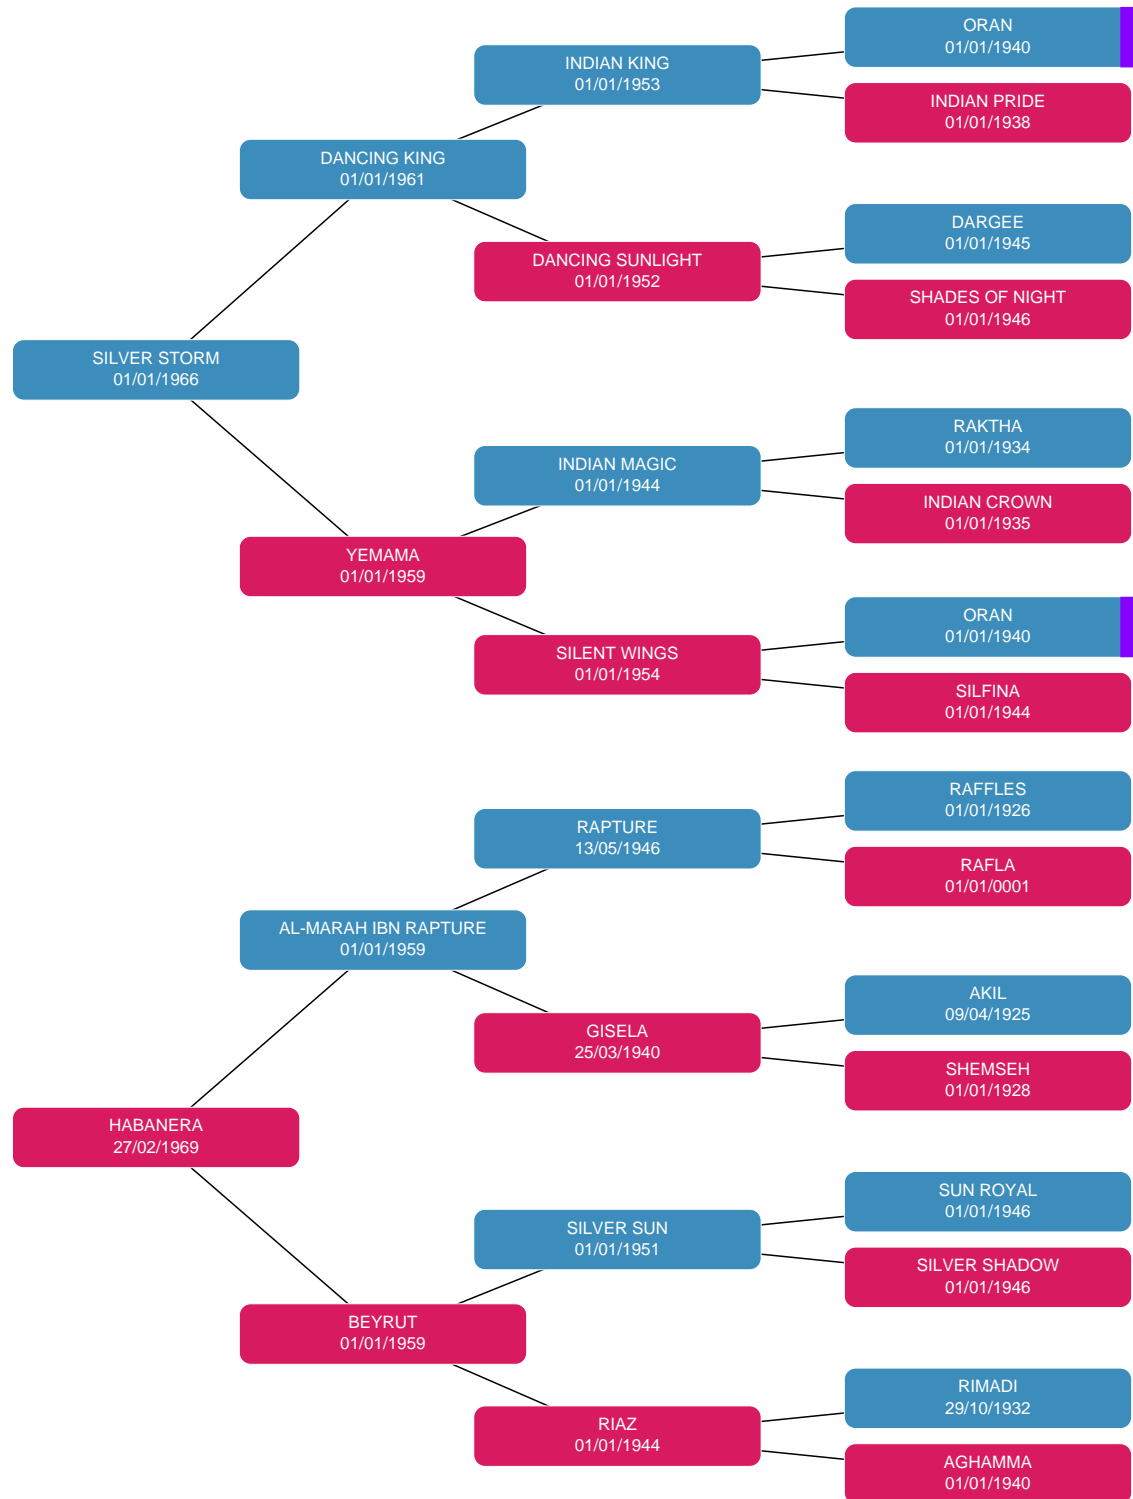 ORAN
01/01/1940
INDIAN KING
01/01/1953
INDIAN PRIDE
01/01/1938
DANCING KING
01/01/1961
DARGEE
01/01/1945
DANCING SUNLIGHT
01/01/1952
SHADES OF NIGHT
01/01/1946
SILVER STORM
01/01/1966
RAKTHA
01/01/1934
INDIAN MAGIC
01/01/1944
INDIAN CROWN
01/01/1935
YEMAMA
01/01/1959
ORAN
01/01/1940
SILENT WINGS
01/01/1954
SILFINA
01/01/1944
RAFFLES
01/01/1926
RAPTURE
13/05/1946
RAFLA
01/01/0001
AL-MARAH IBN RAPTURE
01/01/1959
AKIL
09/04/1925
GISELA
25/03/1940
SHEMSEH
01/01/1928
HABANERA
27/02/1969
SUN ROYAL
01/01/1946
SILVER SUN
01/01/1951
SILVER SHADOW
01/01/1946
BEYRUT
01/01/1959
RIMADI
29/10/1932
RIAZ
01/01/1944
AGHAMMA
01/01/1940